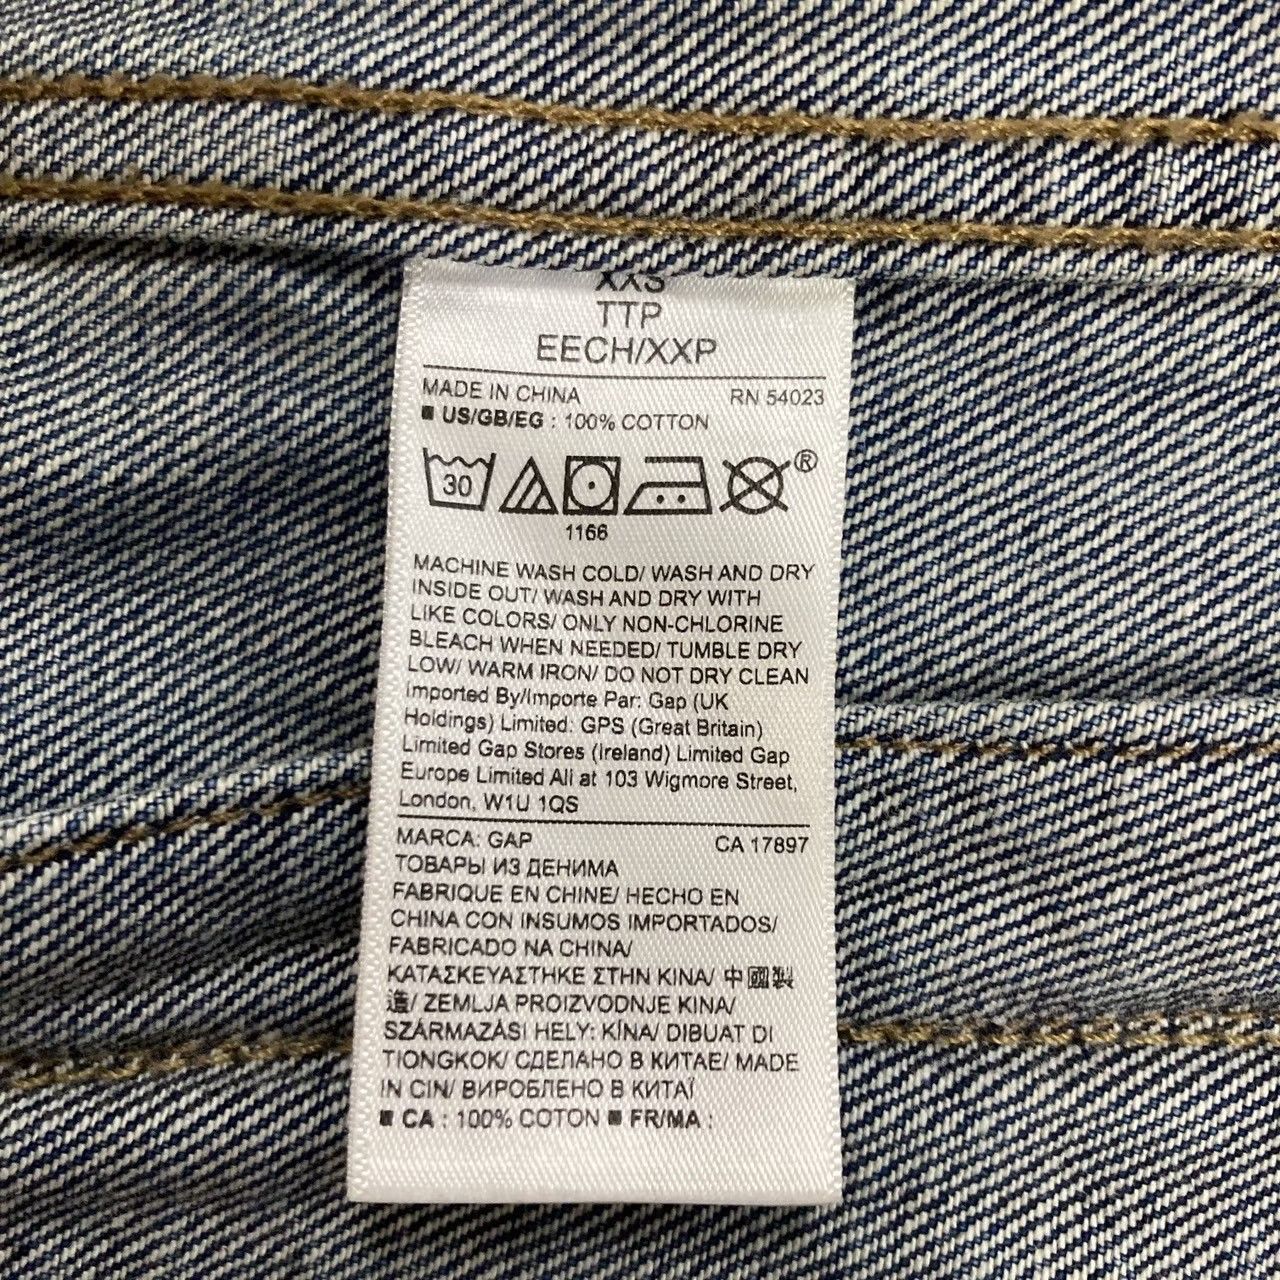 XXS
TTP
EECH/XXP
MADE IN CHINA RN 54023
■ US/GB/EG : 100% COTTON
30 ®
1166
MACHINE WASH COLD/ WASH AND DRY
INSIDE OUT/ WASH AND DRY WITH
LIKE COLORS/ ONLY NON-CHLORINE
BLEACH WHEN NEEDED/ TUMBLE DRY
LOW/ WARM IRON/ DO NOT DRY CLEAN
Imported By/Importe Par: Gap (UK
Holdings) Limited: GPS (Great Britain)
Limited Gap Stores (Ireland) Limited Gap
Europe Limited All at 103 Wigmore Street,
London, W1U 1QS
MARCA: GAP CA 17897
ТОВАРЫ ИЗ ДЕНИМА
FABRIQUE EN CHINE/ HECHO EN
CHINA CON INSUMOS IMPORTADOS/
FABRICADO NA CHINA/
ΚΑΤΑΣΚΕΥΑΣΤΗΚΕ ΣΤΗΝ ΚΙΝΑ/ 中國製
造/ ZEMLJA PROIZVODNJE KINA/
SZÁRMAZÁSI HELY: KÍNA/ DIBUAT DI
TIONGKOK/ СДЕЛАНО В КИТАЕ/ MADE
IN CIN/ ВИРОБЛЕНО В КИТАЇ
■ CA : 100% COTON ■ FR/MA :